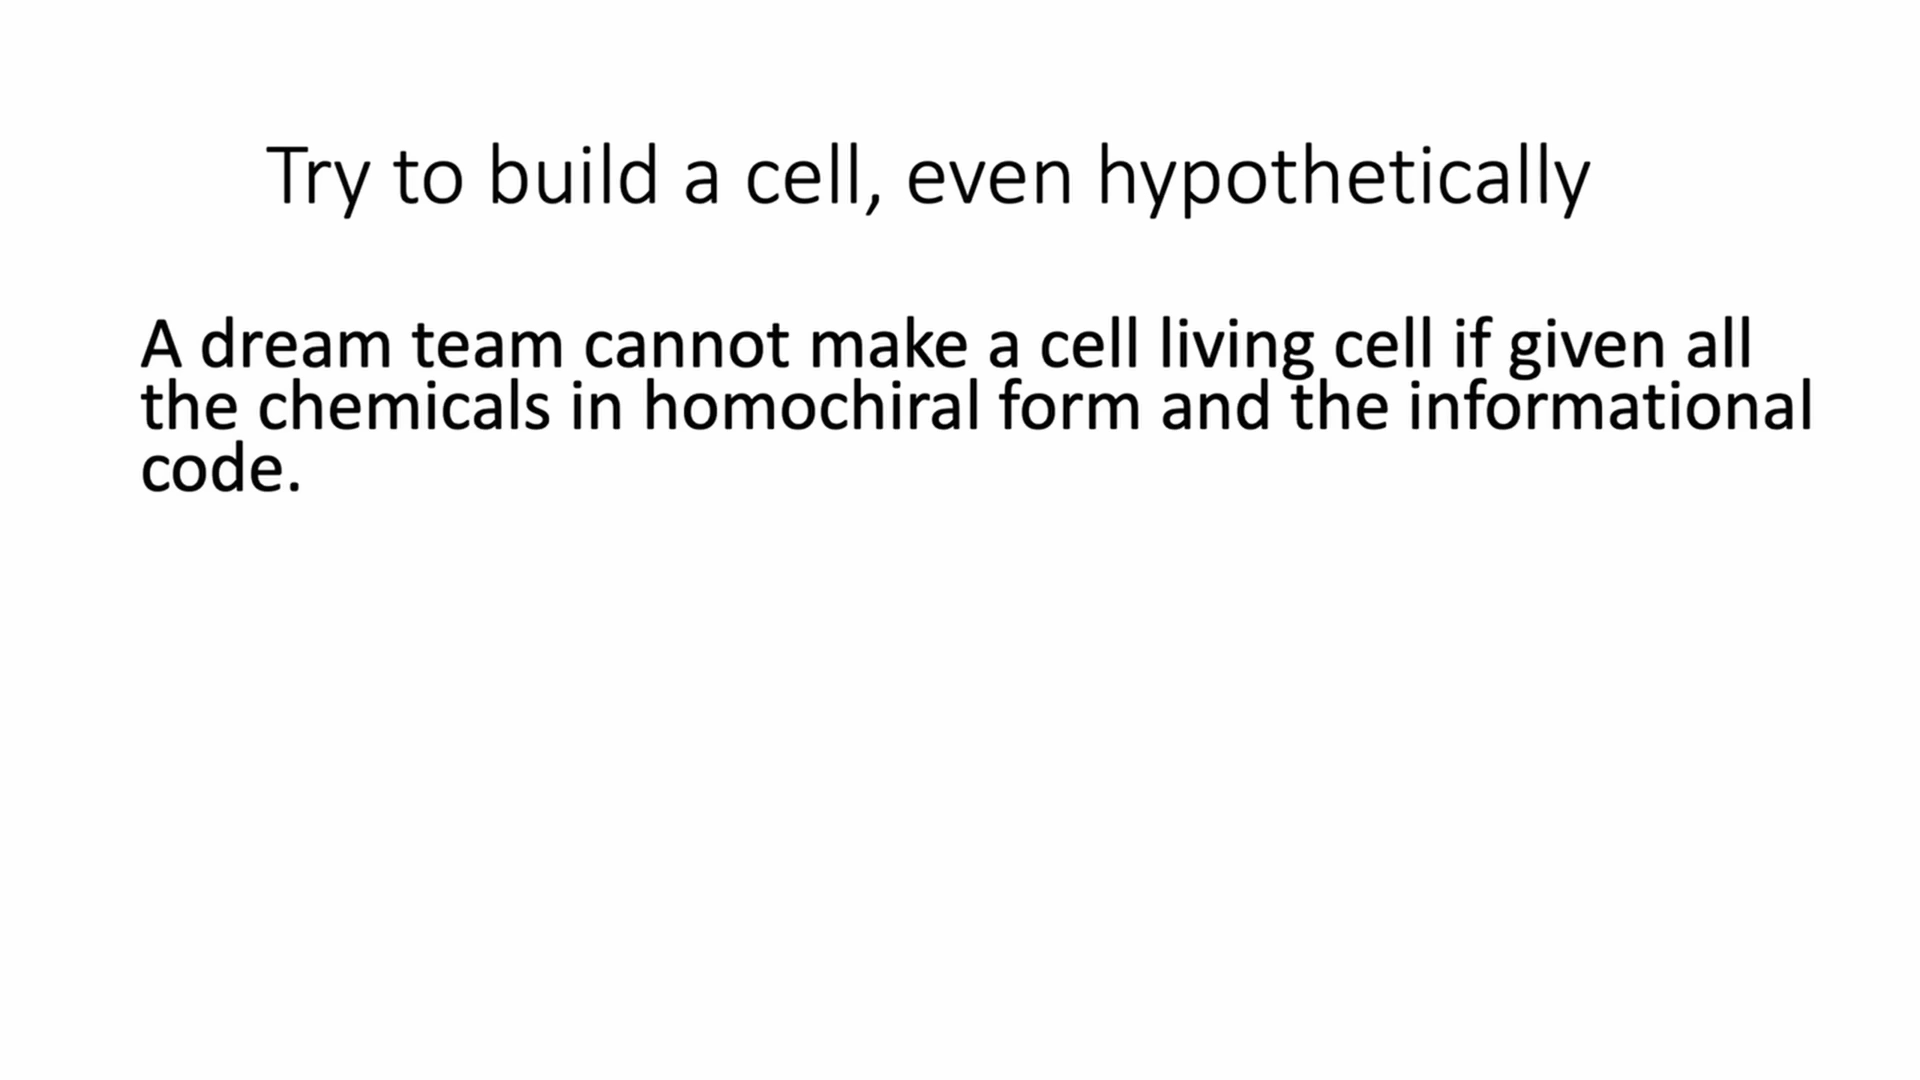 Try to build a cell, even hypothetically
A dream team cannot make a cell living cell if given all
the chemicals in homochiral form and the informational
code.